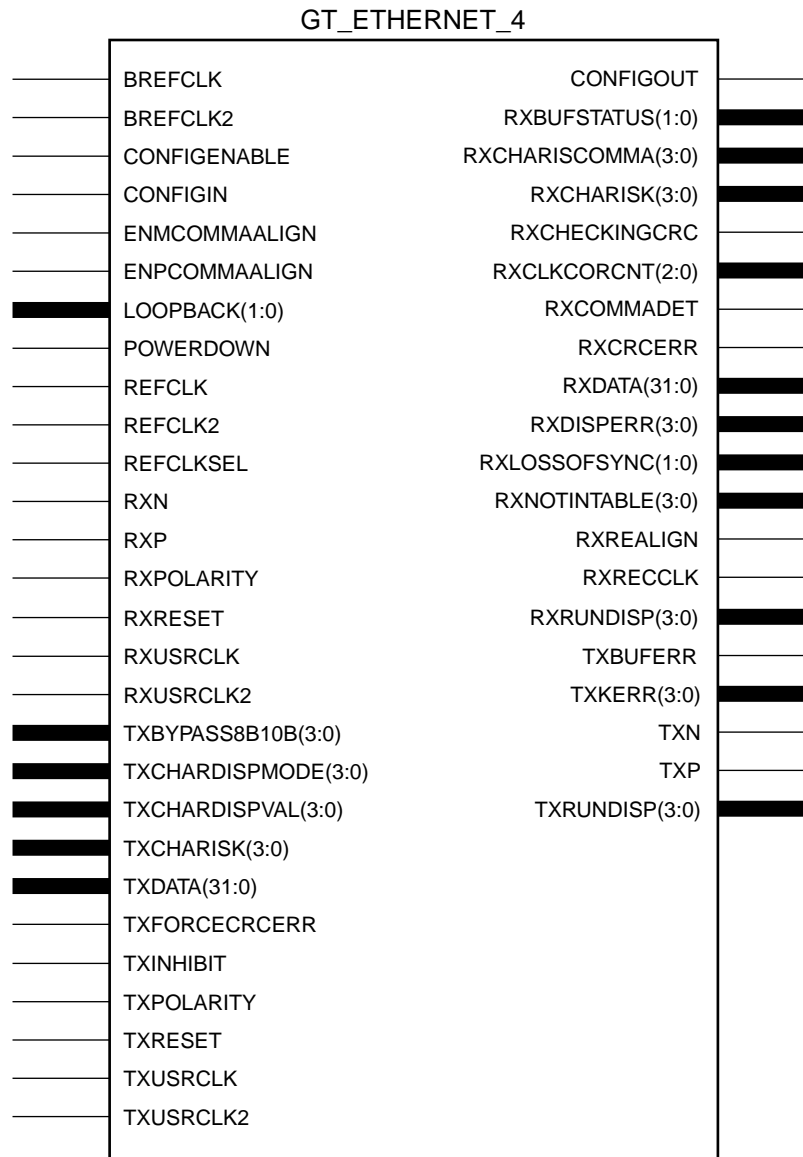 GT_ETHERNET_4
BREFCLK
BREFCLK2
CONFIGENABLE
CONFIGIN
ENMCOMMAALIGN
ENPCOMMAALIGN
LOOPBACK(1:0)
POWERDOWN
REFCLK
REFCLK2
REFCLKSEL
RXN
RXP
RXPOLARITY
RXRESET
RXUSRCLK
RXUSRCLK2
TXBYPASS8B10B(3:0)
TXCHARDISPMODE(3:0)
TXCHARDISPVAL(3:0)
TXCHARISK(3:0)
TXDATA(31:0)
TXFORCECRCERR
TXINHIBIT
TXPOLARITY
TXRESET
TXUSRCLK
TXUSRCLK2
CONFIGOUT
RXBUFSTATUS(1:0)
RXCHARISCOMMA(3:0)
RXCHARISK(3:0)
RXCHECKINGCRC
RXCLKCORCNT(2:0)
RXCOMMADET
RXCRCERR
RXDATA(31:0)
RXDISPERR(3:0)
RXLOSSOFSYNC(1:0)
RXNOTINTABLE(3:0)
RXREALIGN
RXRECCLK
RXRUNDISP(3:0)
TXBUFERR
TXKERR(3:0)
TXN
TXP
TXRUNDISP(3:0)